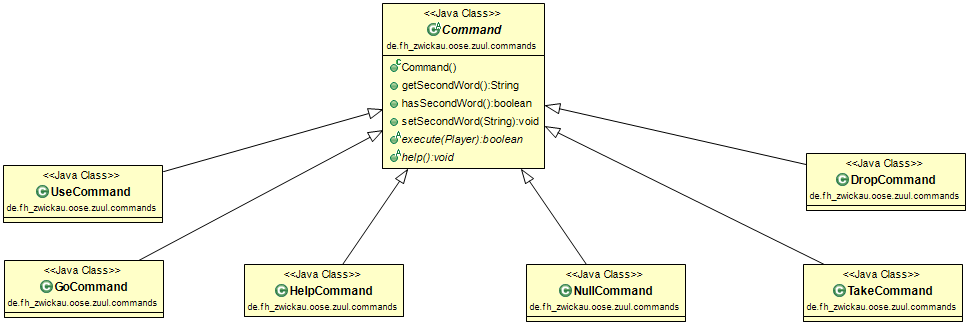 <<Java Class>>
Command
de.fh_zwickau.oose.zuul.commands
Command()
getSecondWord():String
hasSecondWord():boolean
setSecondWord(String):void
execute(Player):boolean
help():void
<<Java Class>>
UseCommand
de.fh_zwickau.oose.zuul.commands
<<Java Class>>
DropCommand
de.fh_zwickau.oose.zuul.commands
<<Java Class>>
GoCommand
de.fh_zwickau.oose.zuul.commands
<<Java Class>>
HelpCommand
de.fh_zwickau.oose.zuul.commands
<<Java Class>>
NullCommand
de.fh_zwickau.oose.zuul.commands
<<Java Class>>
TakeCommand
de.fh_zwickau.oose.zuul.commands